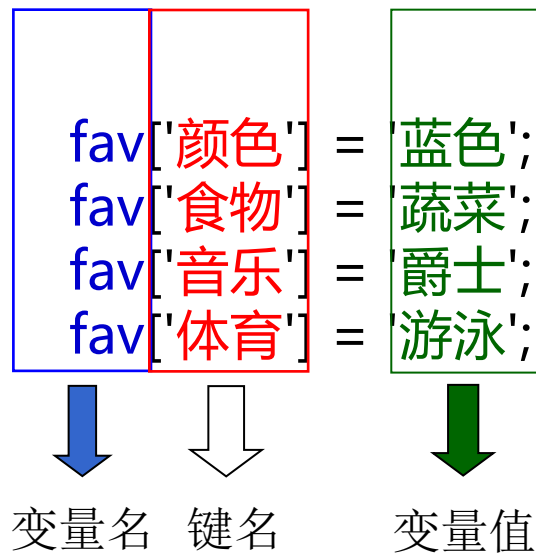 fav['颜色'] = '蓝色';
fav['食物'] = '蔬菜';
fav['音乐'] = '爵士';
fav['体育'] = '游泳';
变量名 键名 变量值